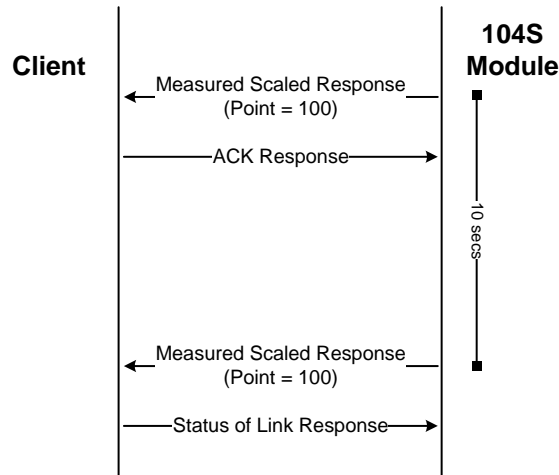 Client
104S
Module
Measured Scaled Response
(Point = 100)
ACK Response
10 secs
Measured Scaled Response
(Point = 100)
Status of Link Response